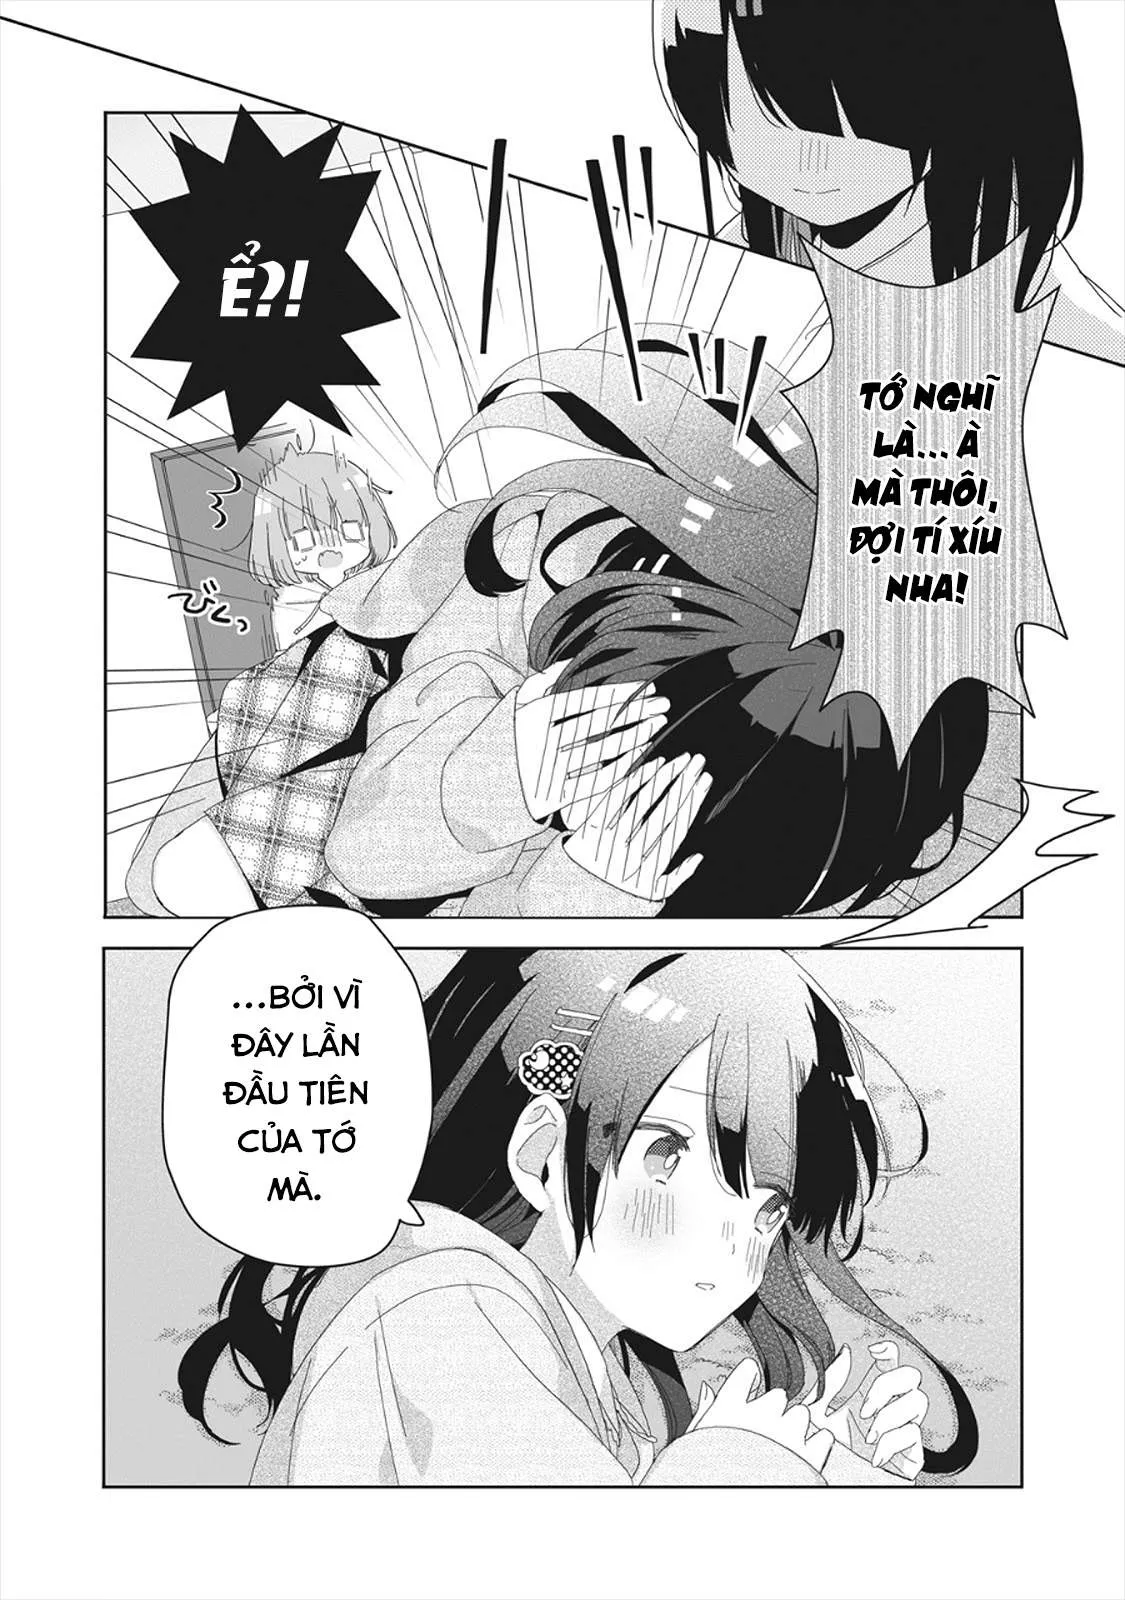 TỚ NGHĨ
LÀ... À
MÀ THÔI,
ĐỢI TÍ XÍU
NHA!
Ể?!
びくっ
...BỞI VÌ
ĐÂY LẦN
ĐẦU TIÊN
CỦA TỚ
MÀ.